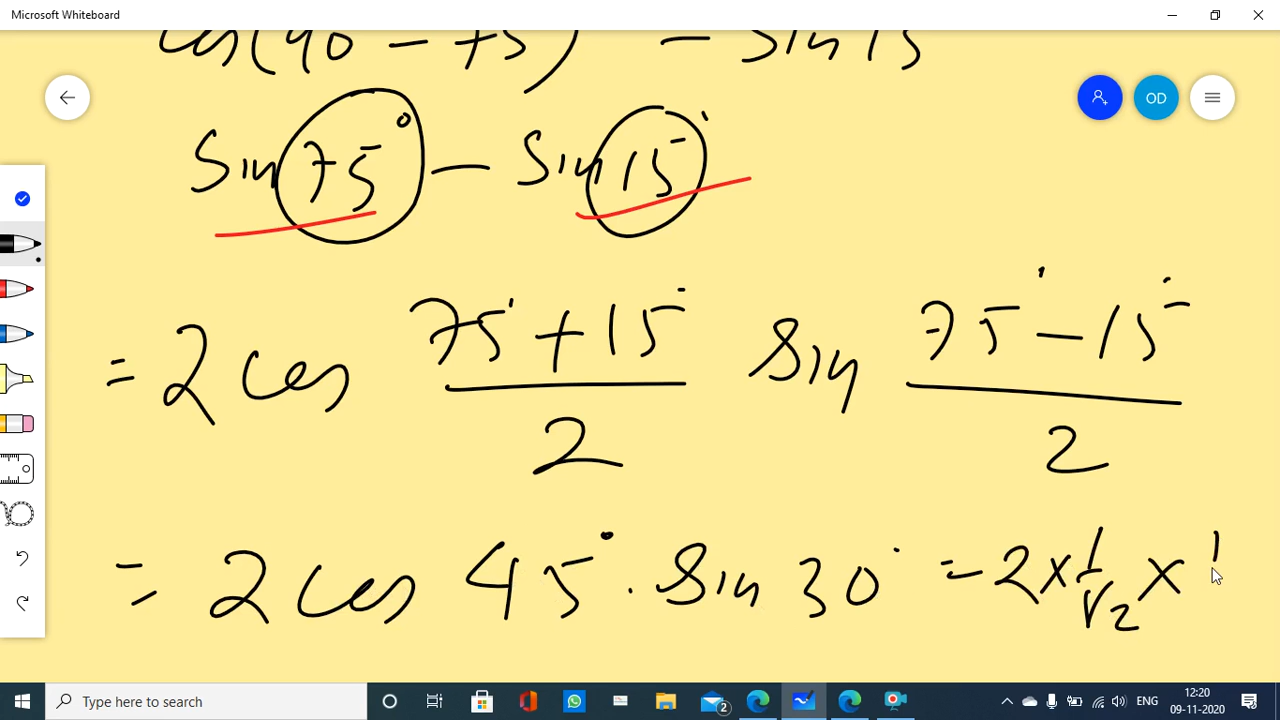 Microsoft Whiteboard
cos(90 - 75) - sin 15
OD
Sin 75° - Sin 15°
= 2 cos 75° + 15° / 2 sin 75° - 15° / 2
= 2 cos 45° · sin 30° = 2 × 1/√2 × 1
Type here to search
2
ENG
12:20
09-11-2020